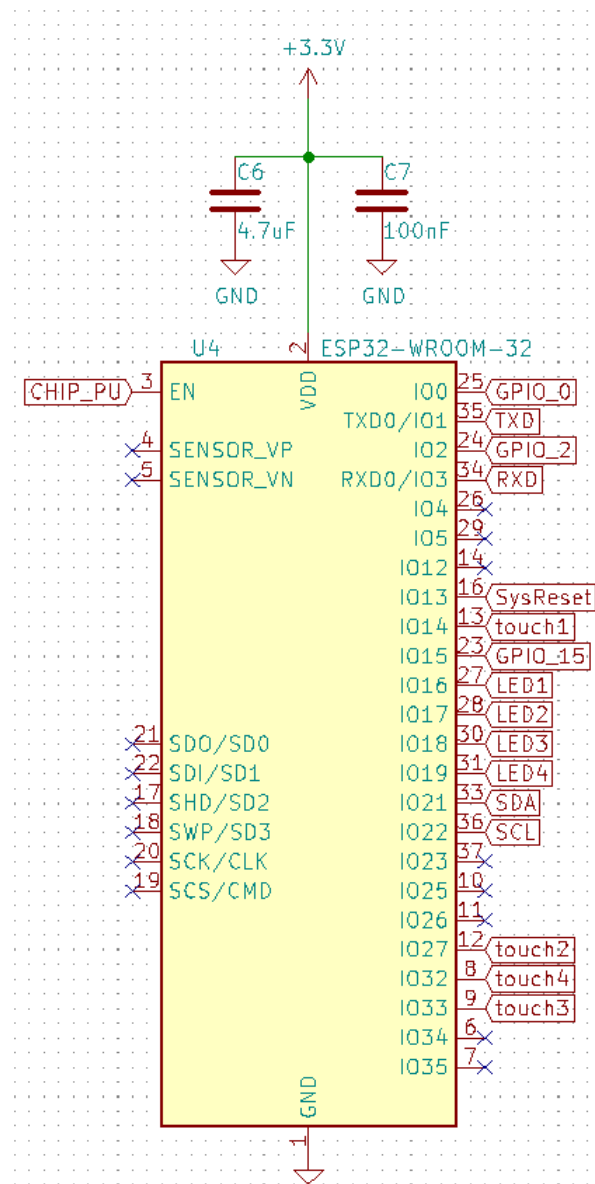 +3.3V
C6 C7
4.7uF 100nF
GND GND
U4 2 ESP32-WROOM-32
VDD
CHIP_PU 3 EN IO0 25 GPIO_0
TXD0/IO1 35 TXD
4 SENSOR_VP IO2 24 GPIO_2
5 SENSOR_VN RXD0/IO3 34 RXD
IO4 26
IO5 29
IO12 14
IO13 16 SysReset
IO14 13 touch1
IO15 23 GPIO_15
IO16 27 LED1
IO17 28 LED2
21 SDO/SD0 IO18 30 LED3
22 SDI/SD1 IO19 31 LED4
17 SHD/SD2 IO21 33 SDA
18 SWP/SD3 IO22 36 SCL
20 SCK/CLK IO23 37
19 SCS/CMD IO25 10
IO26 11
IO27 12 touch2
IO32 8 touch4
IO33 9 touch3
IO34 6
IO35 7
GND
1